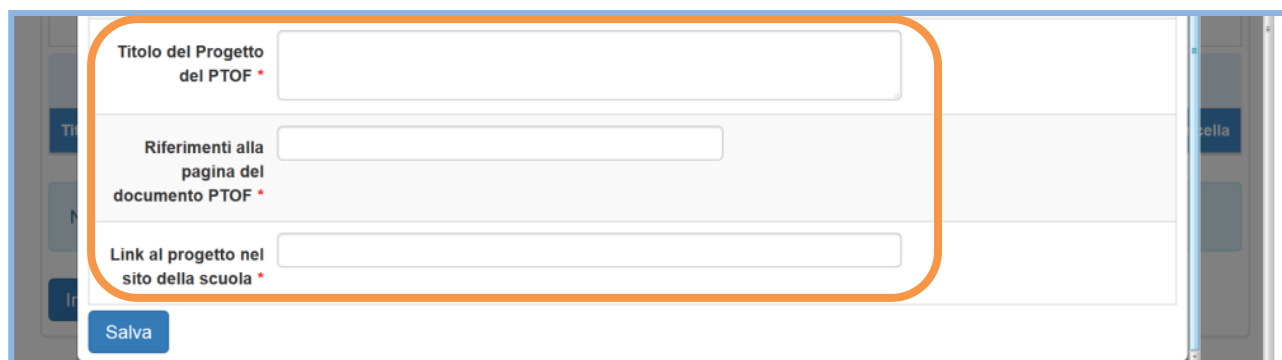 Titolo del Progetto
del PTOF *
Riferimenti alla
pagina del
documento PTOF *
Link al progetto nel
sito della scuola *
Salva